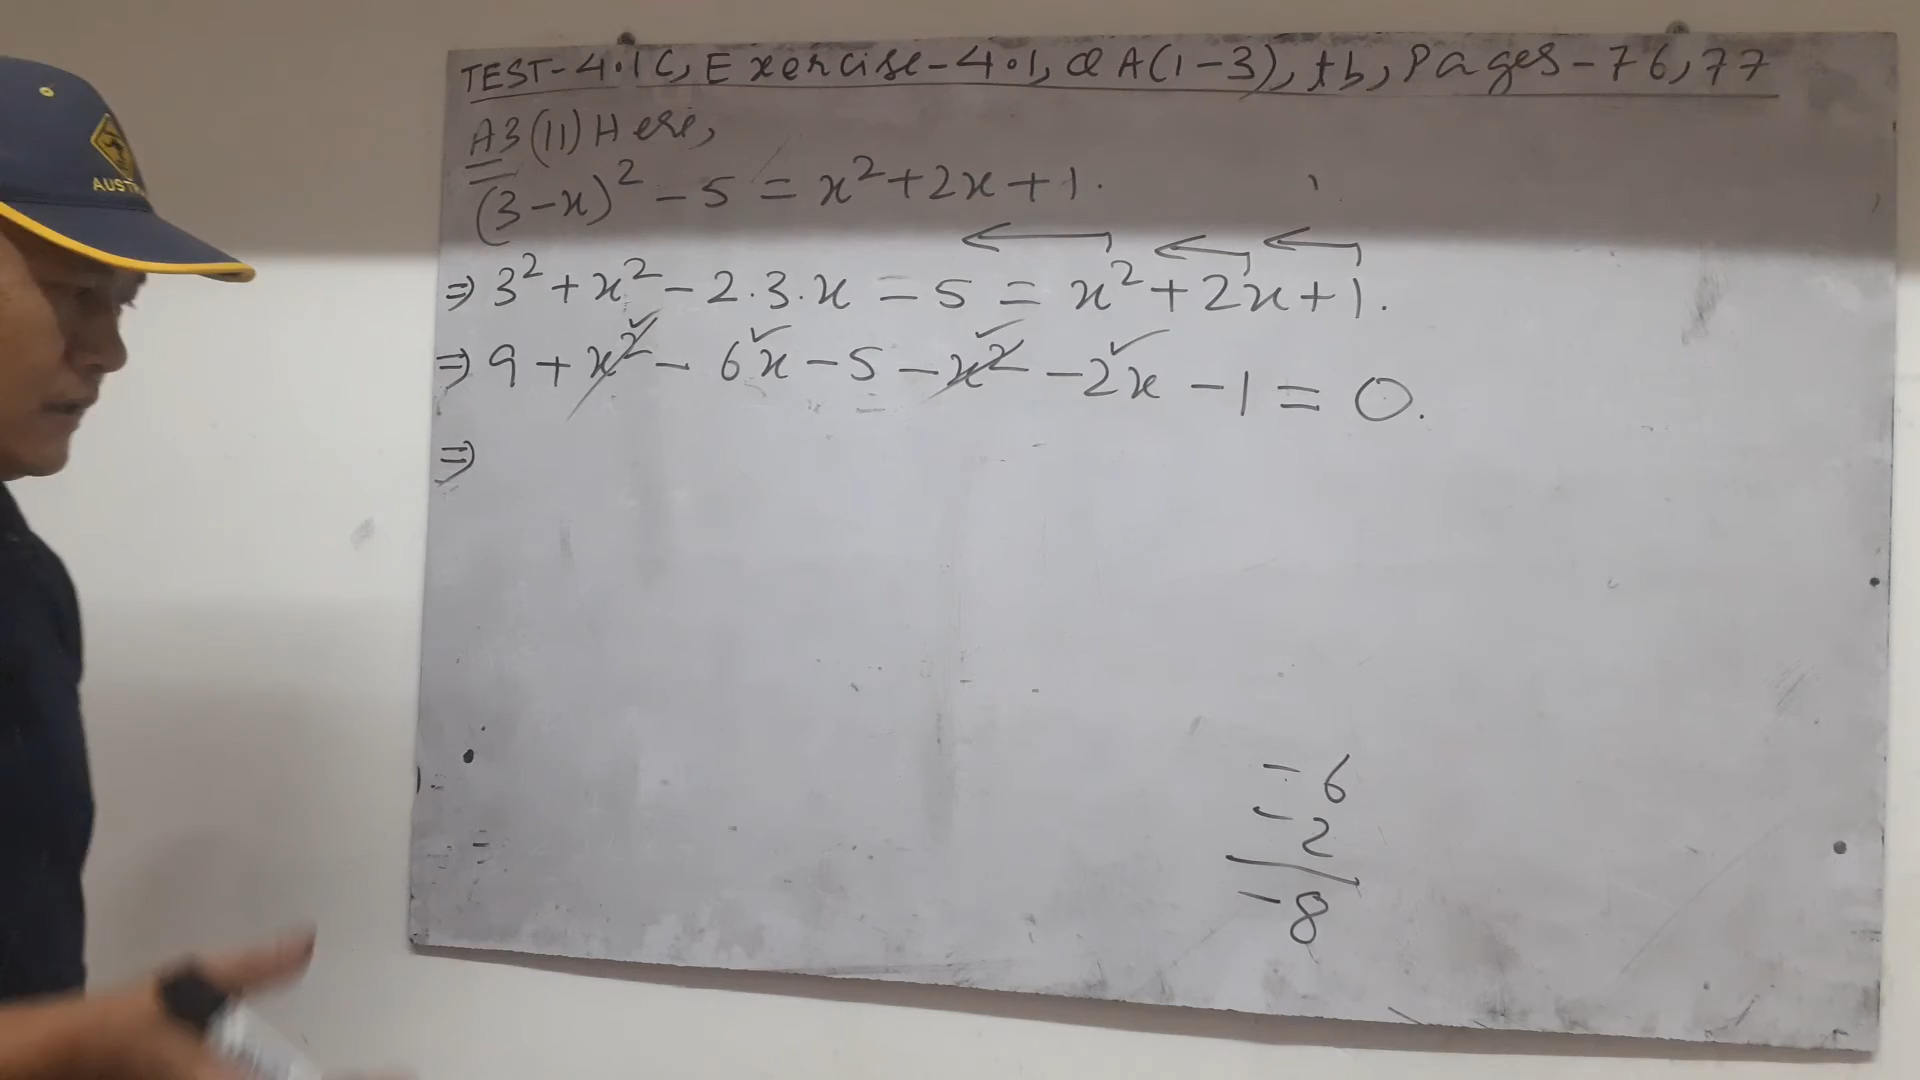 TEST-4.1C, Exercise-4.1, Q A(1-3), tb, Pages-76,77
A3(11) Here,
(3-x)² - 5 = x² + 2x + 1.
⇒ 3² + x² - 2.3.x - 5 = x² + 2x + 1.
⇒ 9 + x² - 6x - 5 - x² - 2x - 1 = 0.
⇒
- 6
- 2
- 8